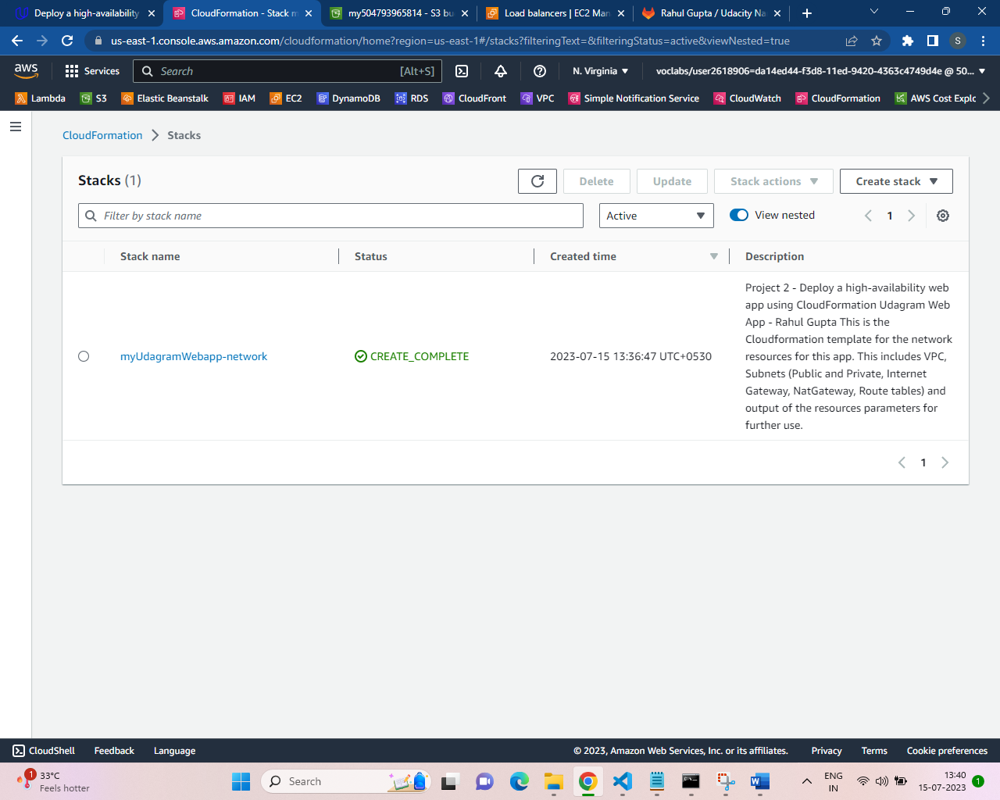 Deploy a high-availability
CloudFormation - Stack m
my504793965814 - S3 bu
Load balancers | EC2 Man
Rahul Gupta / Udacity Na
us-east-1.console.aws.amazon.com/cloudformation/home?region=us-east-1#/stacks?filteringText=&filteringStatus=active&viewNested=true
S
aws
Services
Search
[Alt+S]
N. Virginia
voclabs/user2618906=da14ed44-f3d8-11ed-9420-4363c4749d4e @ 50...
Lambda
S3
Elastic Beanstalk
IAM
EC2
DynamoDB
RDS
CloudFront
VPC
Simple Notification Service
CloudWatch
CloudFormation
AWS Cost Explo
CloudFormation
Stacks
Stacks (1)
Delete
Update
Stack actions
Create stack
Filter by stack name
Active
View nested
1
Stack name
Status
Created time
Description
myUdagramWebapp-network
CREATE_COMPLETE
2023-07-15 13:36:47 UTC+0530
Project 2 - Deploy a high-availability web
app using CloudFormation Udagram Web
App - Rahul Gupta This is the
Cloudformation template for the network
resources for this app. This includes VPC,
Subnets (Public and Private, Internet
Gateway, NatGateway, Route tables) and
output of the resources parameters for
further use.
1
CloudShell
Feedback
Language
© 2023, Amazon Web Services, Inc. or its affiliates.
Privacy
Terms
Cookie preferences
1
33°C
Feels hotter
Search
ENG
IN
13:40
15-07-2023
1